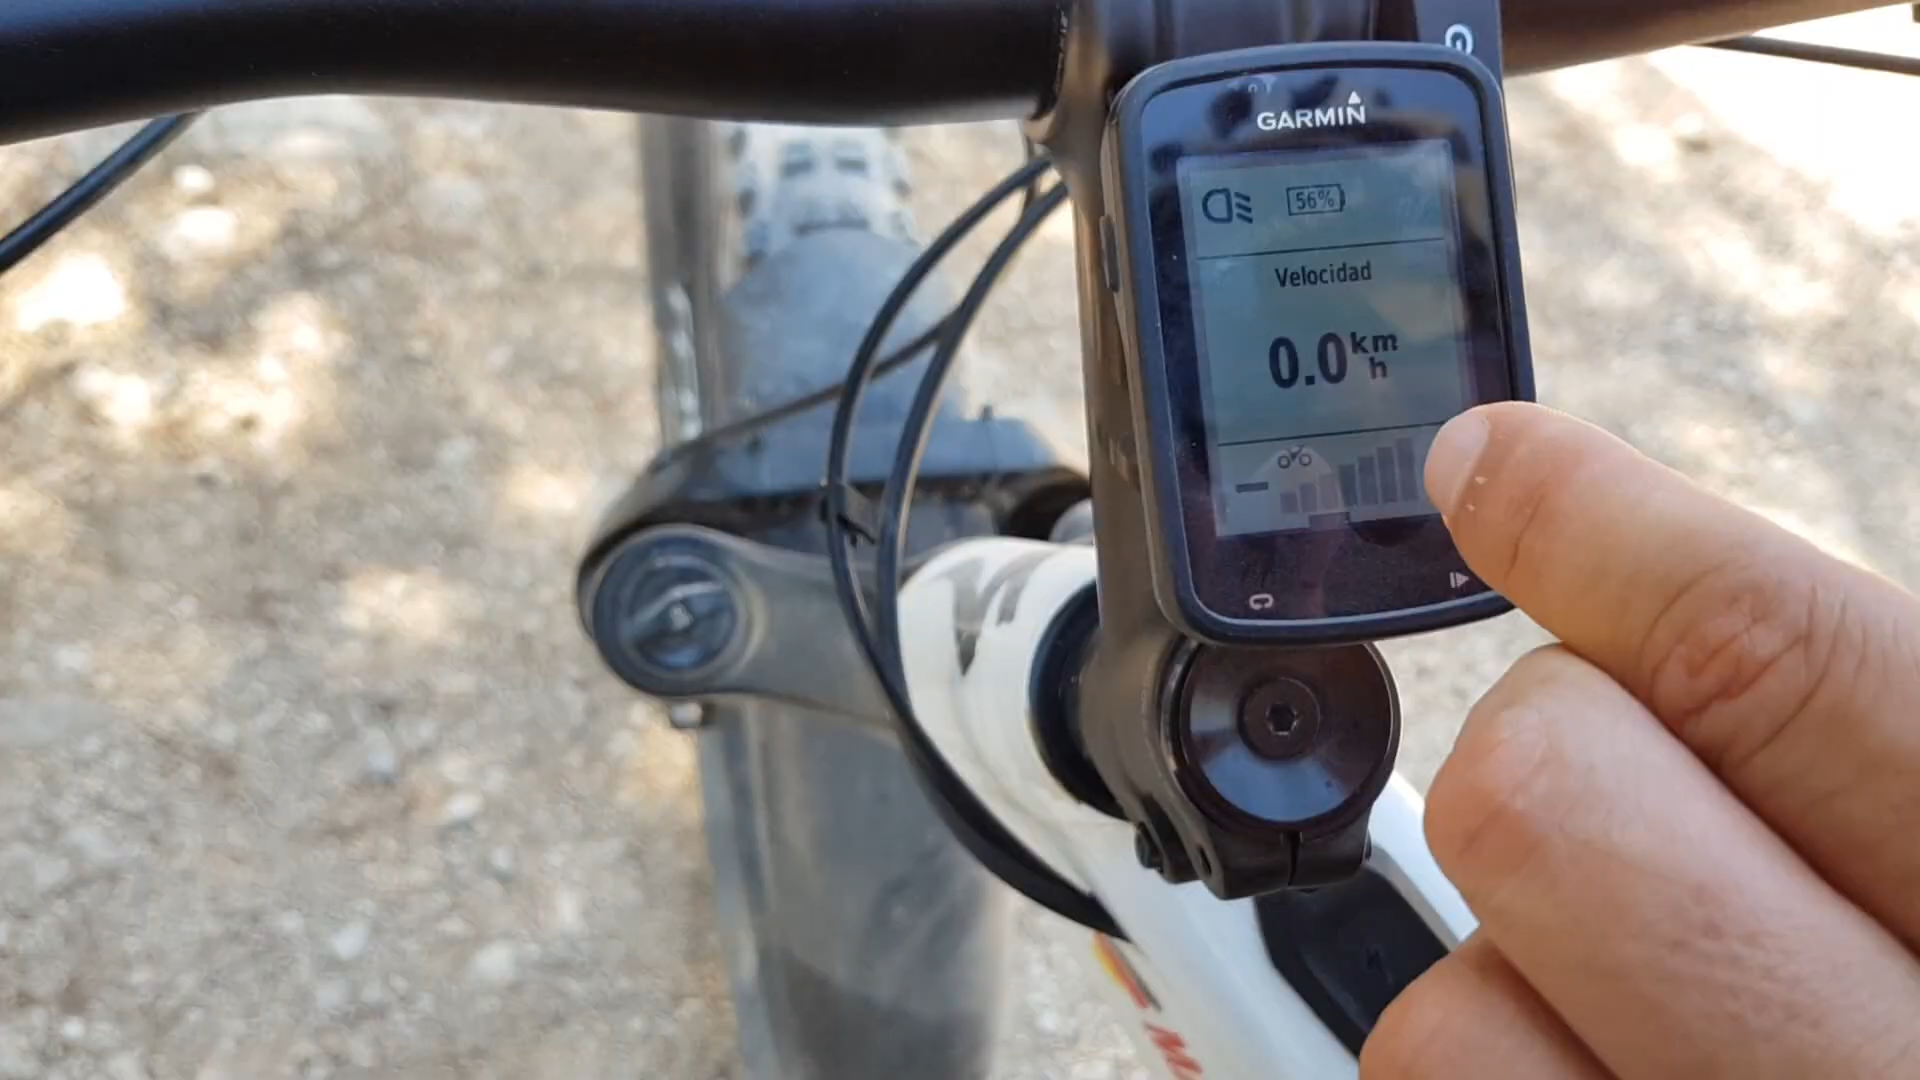 GARMIN
56%
Velocidad
0.0 km
h
M